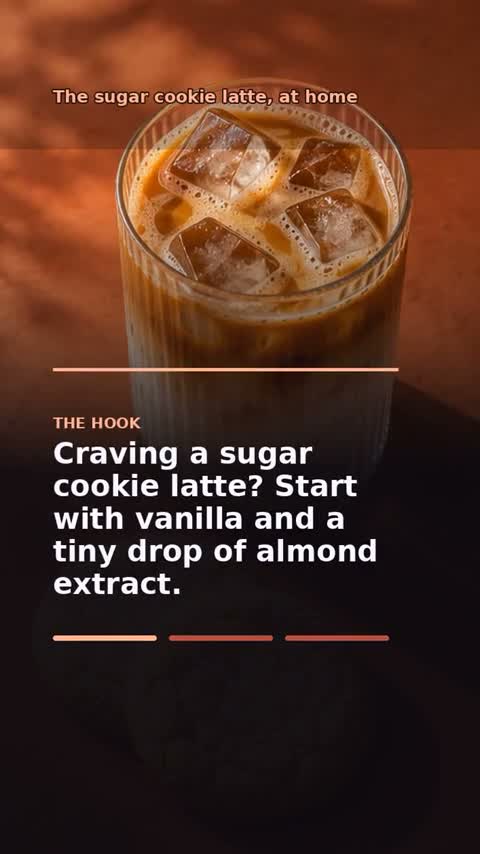 The sugar cookie latte, at home
THE HOOK
Craving a sugar
cookie latte? Start
with vanilla and a
tiny drop of almond
extract.